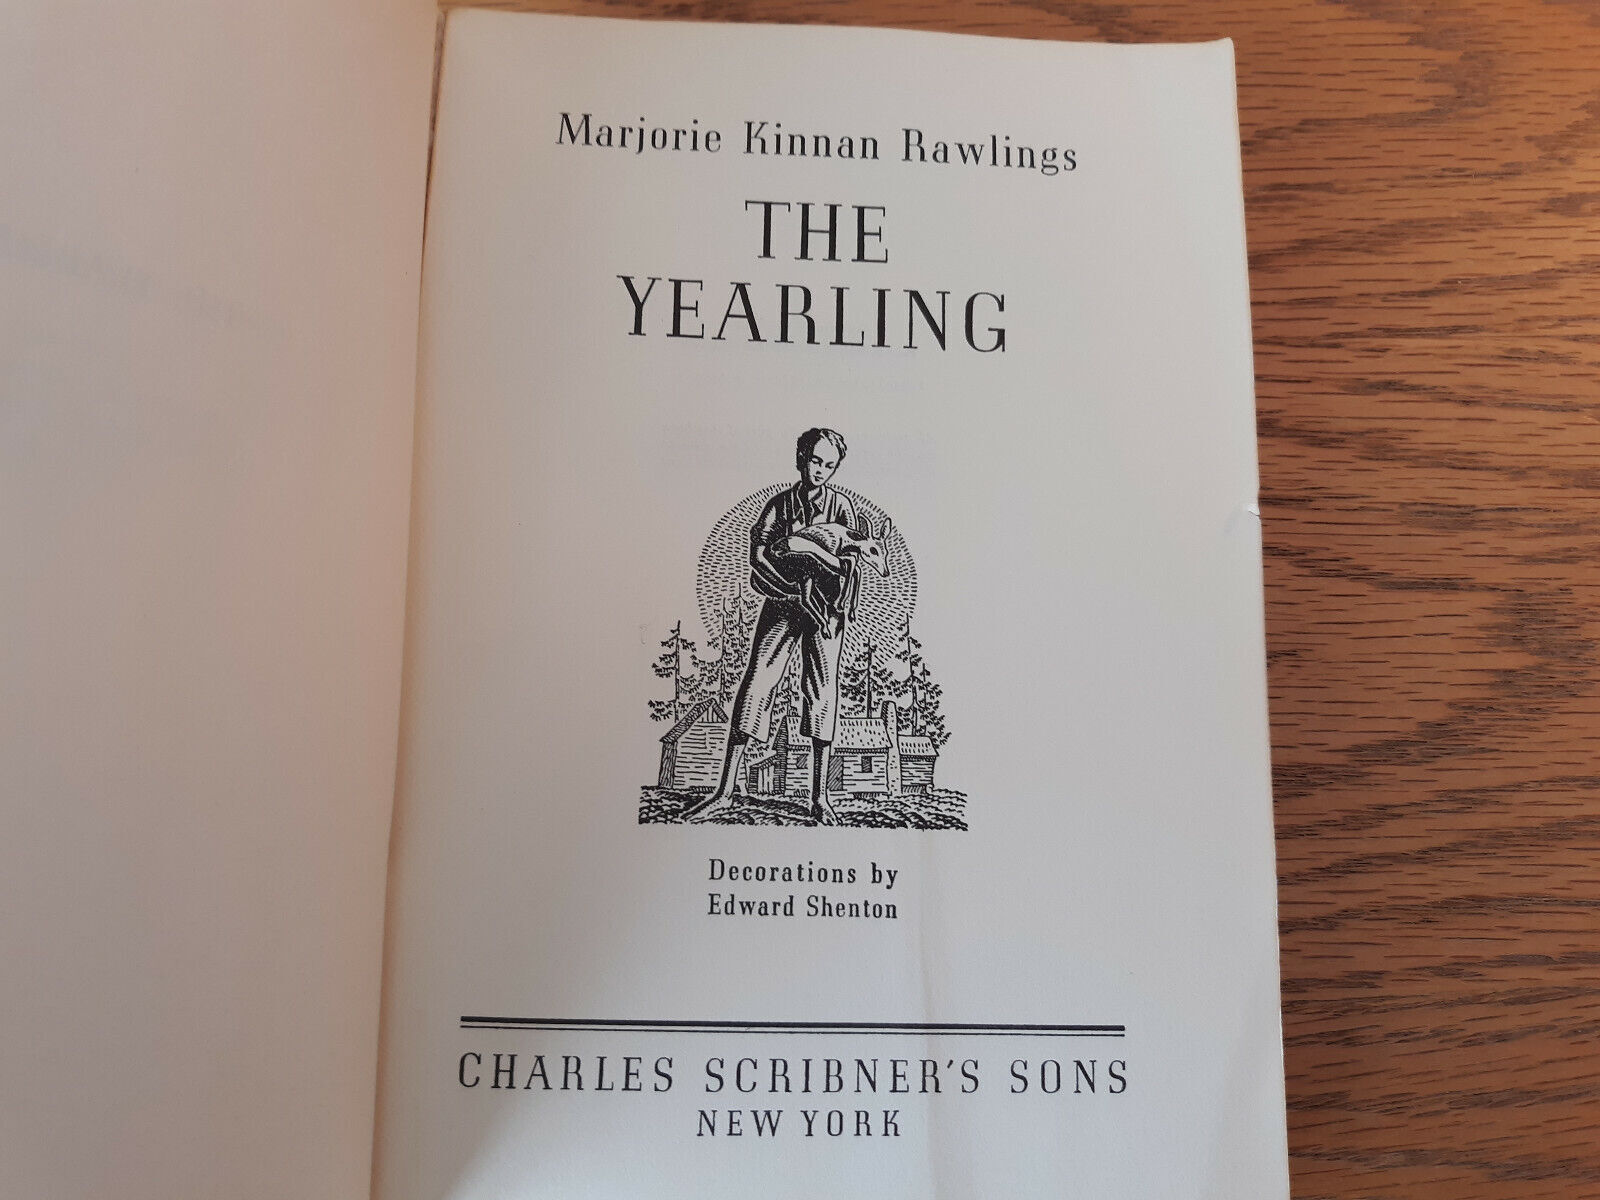 Marjorie Kinnan Rawlings
THE
YEARLING
Decorations by
Edward Shenton
CHARLES SCRIBNER'S SONS
NEW YORK